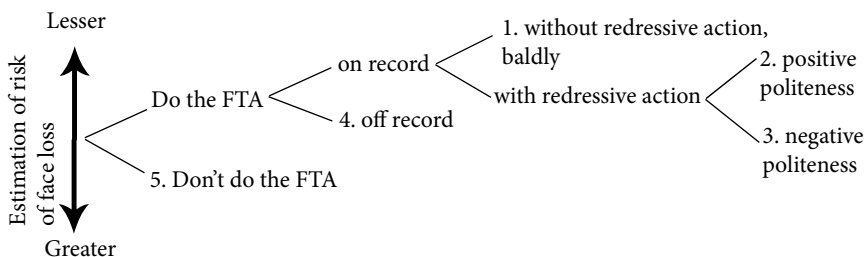 Lesser
Estimation of risk
of face loss
Greater
Do the FTA
5. Don't do the FTA
on record
4. off record
1. without redressive action,
baldly
with redressive action
2. positive
politeness
3. negative
politeness